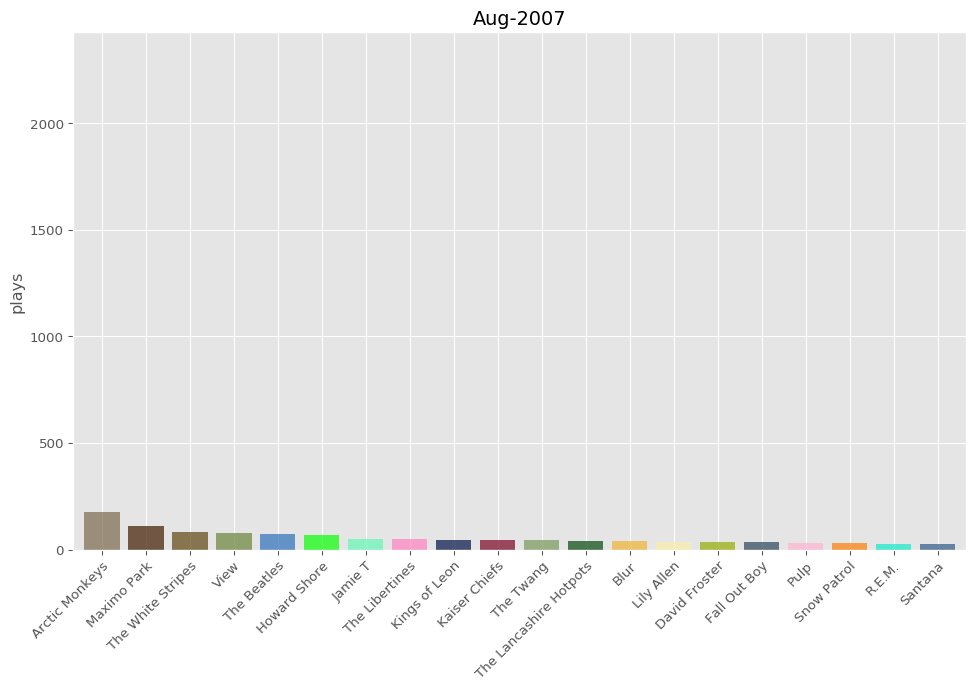 Aug-2007
plays
2000
1500
1000
500
0
Arctic Monkeys
Maximo Park
The White Stripes
View
The Beatles
Howard Shore
Jamie T
The Libertines
Kings of Leon
Kaiser Chiefs
The Twang
The Lancashire Hotpots
Blur
Lily Allen
David Froster
Fall Out Boy
Pulp
Snow Patrol
R.E.M.
Santana